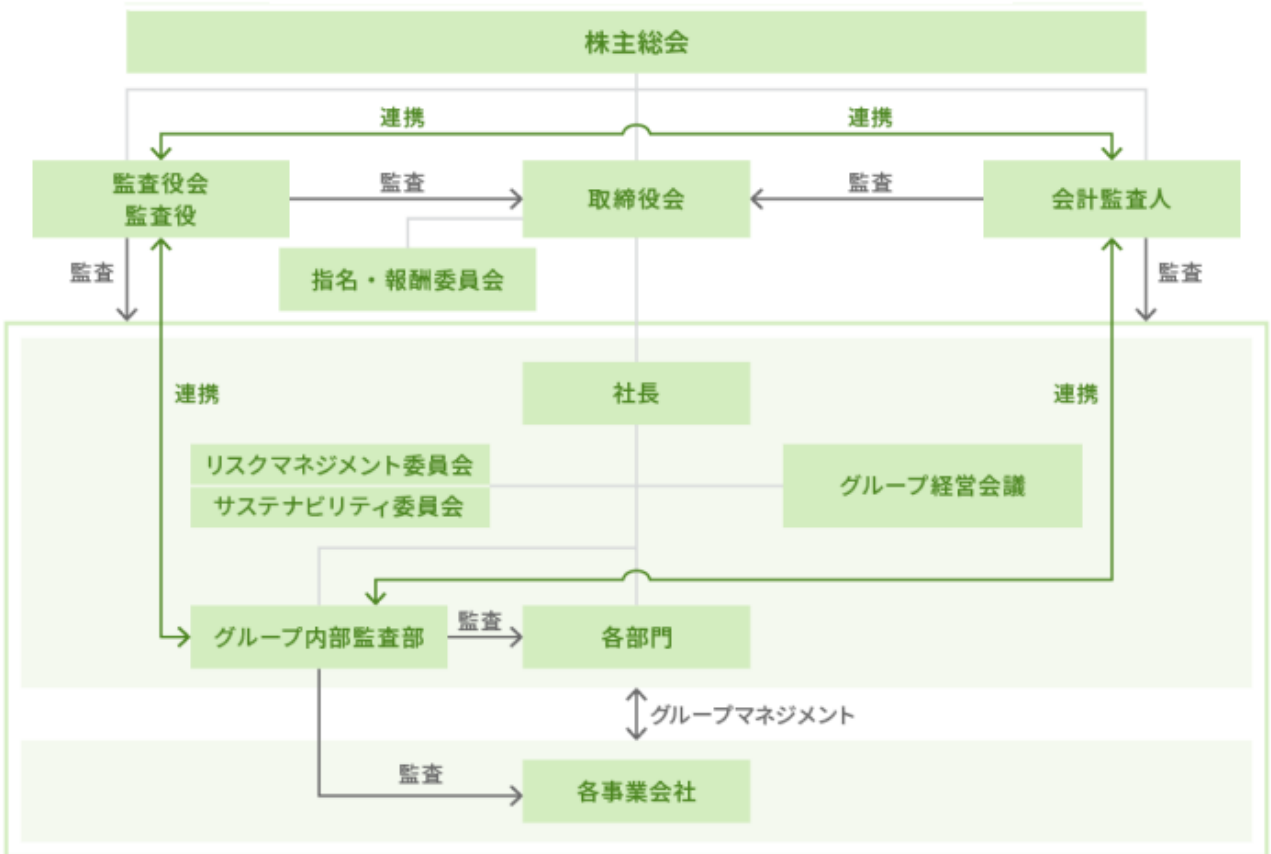 株主総会
連携
連携
監査役会
監査役
監査
取締役会
監査
会計監査人
監査
指名・報酬委員会
監査
社長
連携
連携
リスクマネジメント委員会
サステナビリティ委員会
グループ経営会議
グループ内部監査部
監査
各部門
グループマネジメント
監査
各事業会社